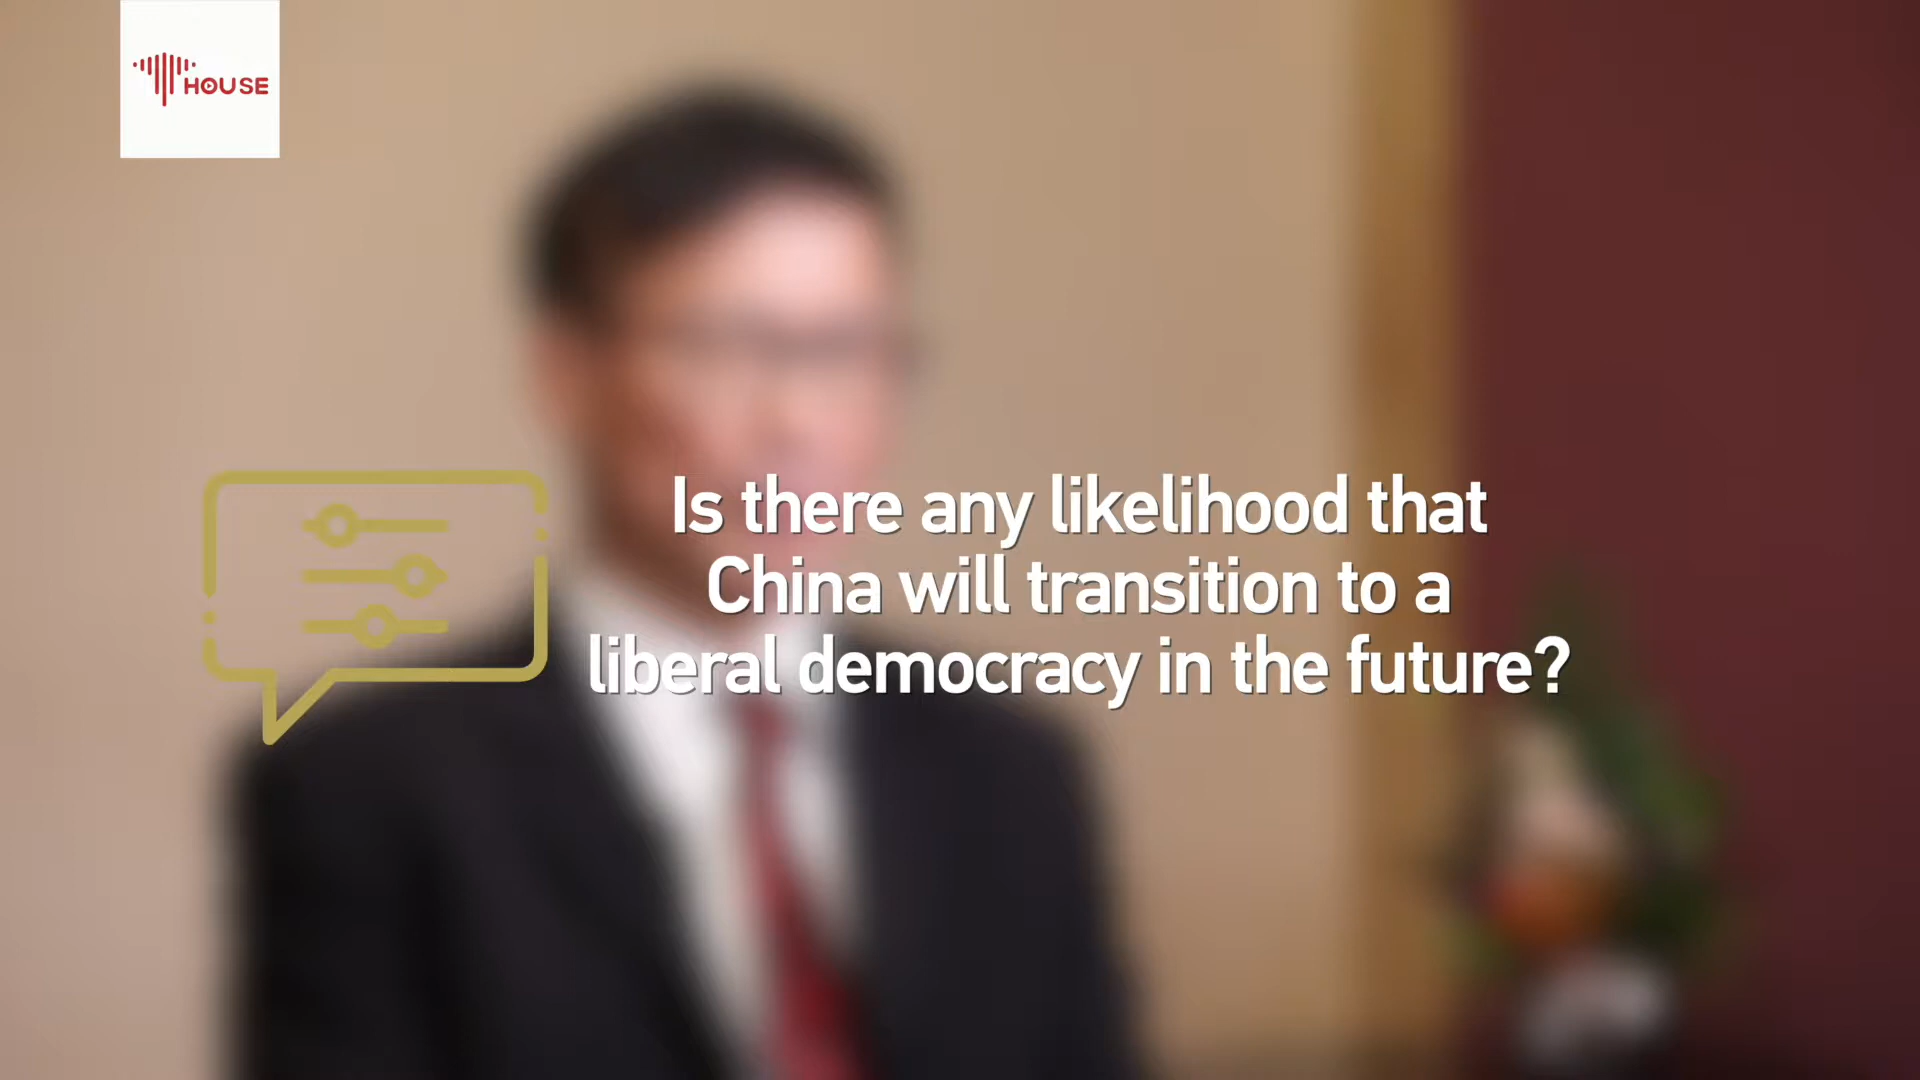 HOUSE
Is there any likelihood that
China will transition to a
liberal democracy in the future?